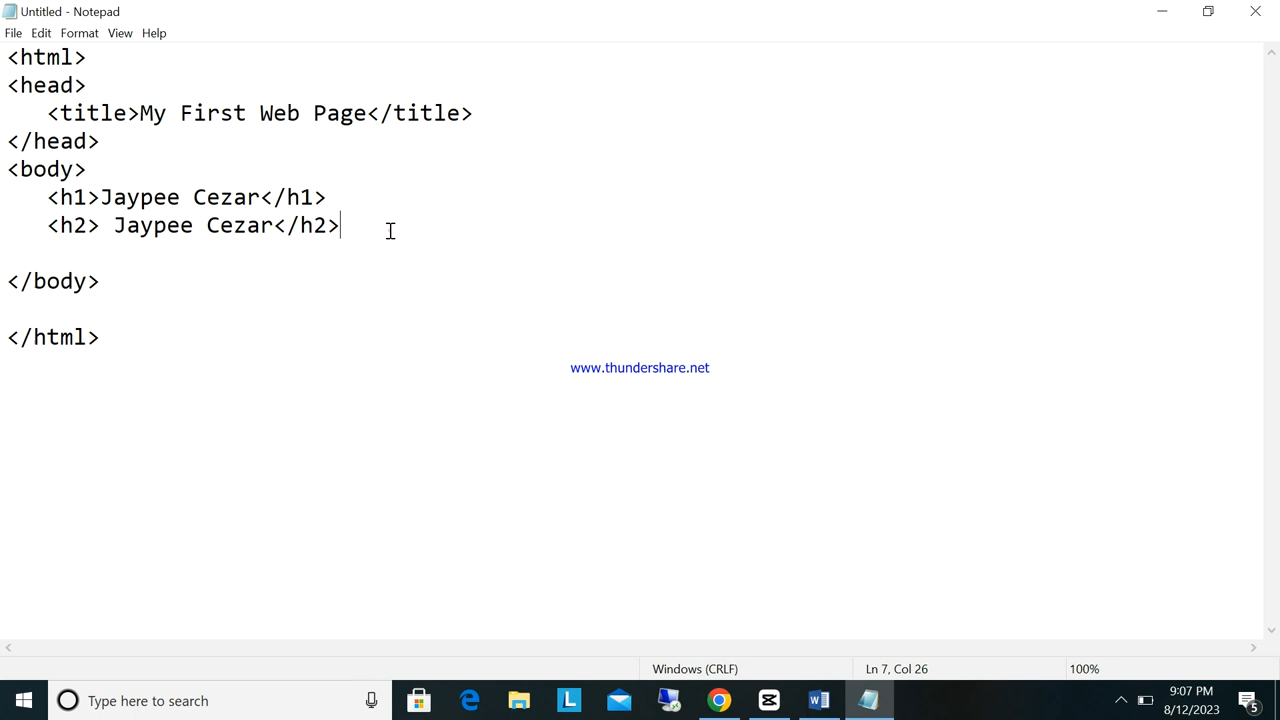 Untitled - Notepad
File Edit Format View Help
<html>
<head>
<title>My First Web Page</title>
</head>
<body>
<h1>Jaypee Cezar</h1>
<h2> Jaypee Cezar</h2>
</body>
</html>
www.thundershare.net
Windows (CRLF) Ln 7, Col 26 100%
Type here to search
L
W
9:07 PM
8/12/2023
5